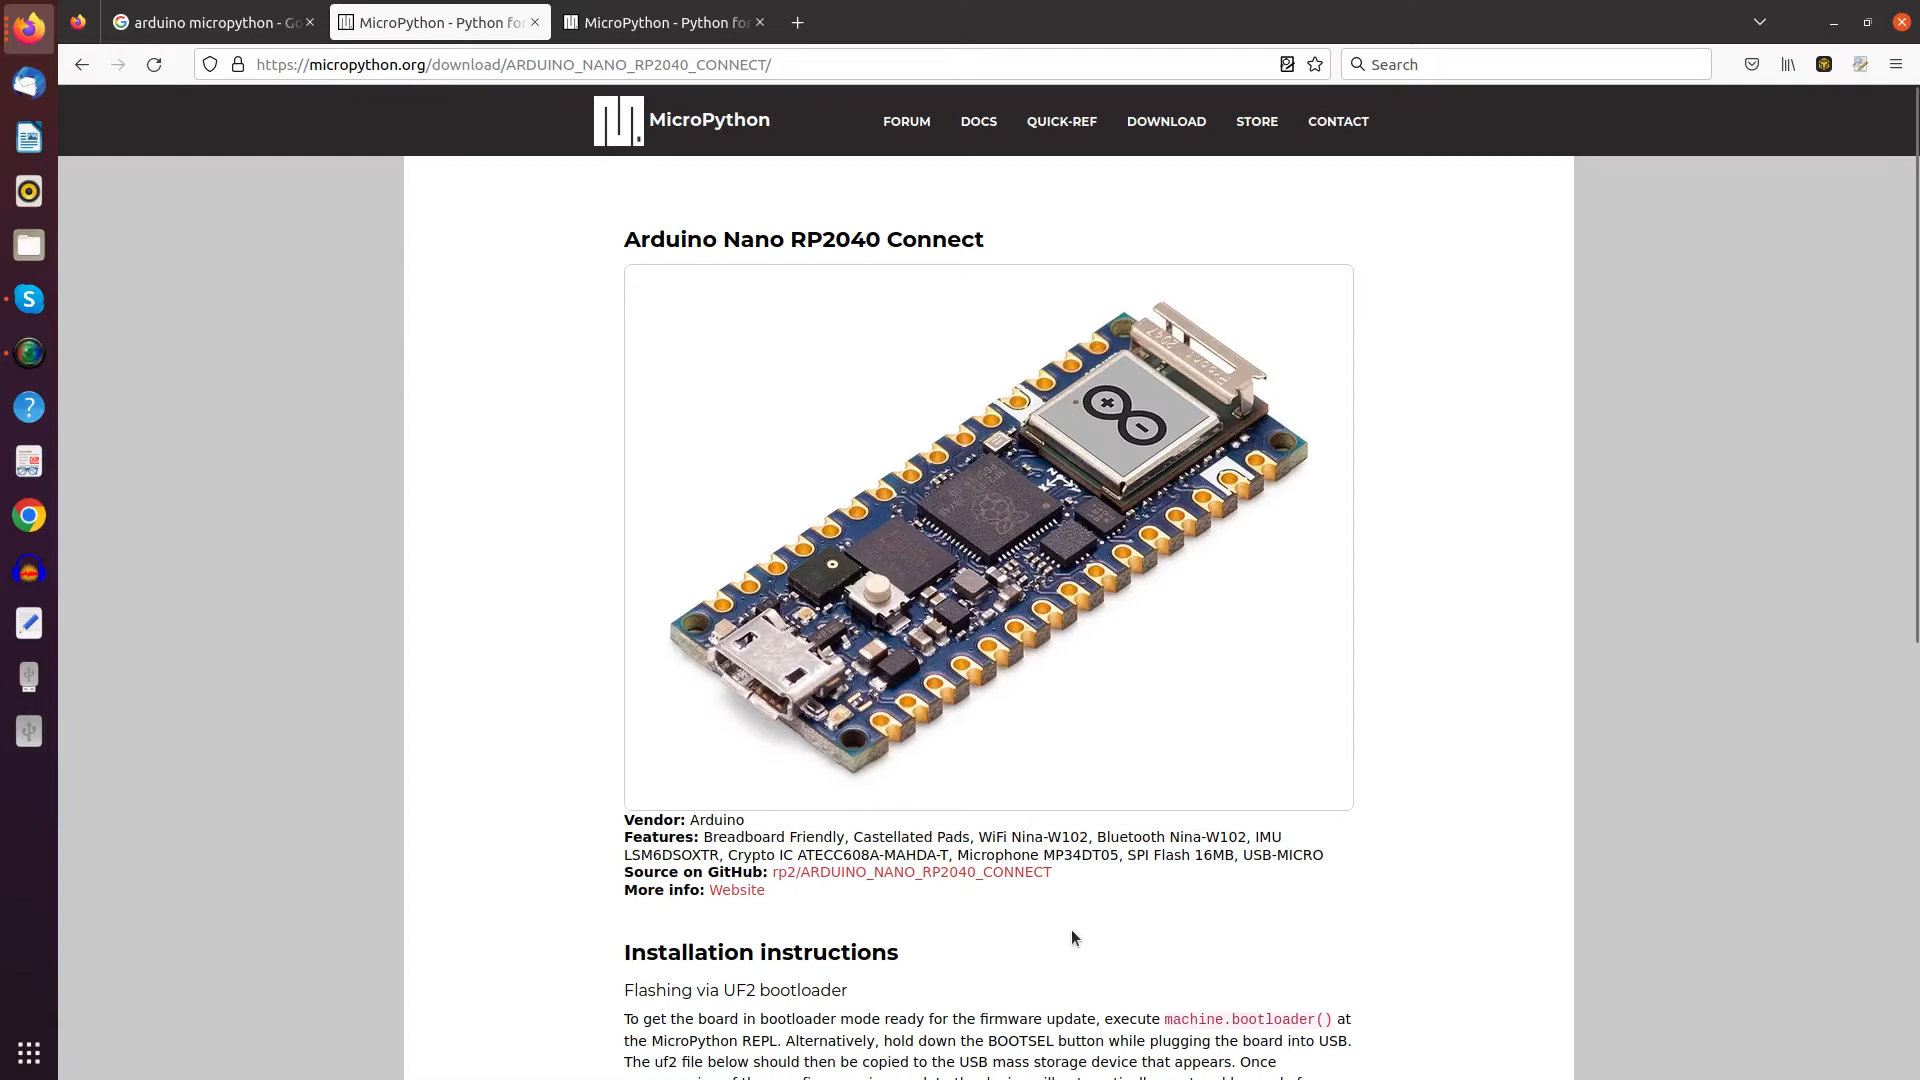 arduino micropython - Go
MicroPython - Python for
MicroPython - Python for
https://micropython.org/download/ARDUINO_NANO_RP2040_CONNECT/
Search
MicroPython
FORUM
DOCS
QUICK-REF
DOWNLOAD
STORE
CONTACT
Arduino Nano RP2040 Connect
Vendor: Arduino
Features: Breadboard Friendly, Castellated Pads, WiFi Nina-W102, Bluetooth Nina-W102, IMU
LSM6DSOXTR, Crypto IC ATECC608A-MAHDA-T, Microphone MP34DT05, SPI Flash 16MB, USB-MICRO
Source on GitHub: rp2/ARDUINO_NANO_RP2040_CONNECT
More info: Website
Installation instructions
Flashing via UF2 bootloader
To get the board in bootloader mode ready for the firmware update, execute machine.bootloader() at
the MicroPython REPL. Alternatively, hold down the BOOTSEL button while plugging the board into USB.
The uf2 file below should then be copied to the USB mass storage device that appears. Once